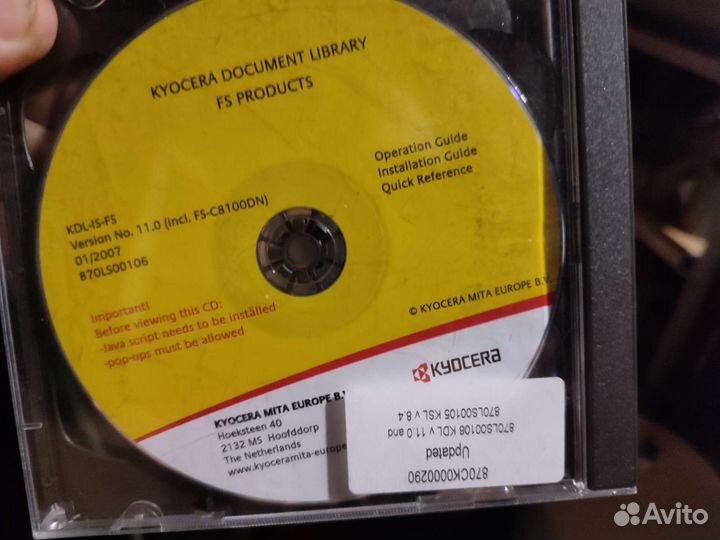 KYOCERA DOCUMENT LIBRARY
FS PRODUCTS
Operation Guide
Installation Guide
Quick Reference
KDL-IS-FS
Version No. 11.0 (incl. FS-C8100DN)
01/2007
870LS00106
Important!
Before viewing this CD:
-Java script needs to be installed
-pop-ups must be allowed
© KYOCERA MITA EUROPE B.V.
KYOCERA
KYOCERA MITA EUROPE B.V
Hoeksteen 40
2132 MS Hoofddorp
The Netherlands
www.kyoceramita-europe
870CK0000290
Updated
870LS00106 KDL v 11.0 and
870LS00105 KSL v 8.4
Avito